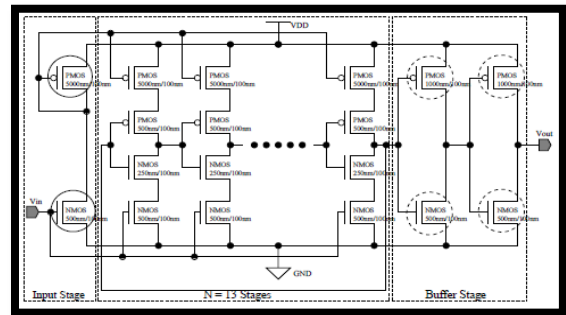 VDD
PMOS
5000nm/100nm
PMOS
5000nm/100nm
PMOS
5000nm/100nm
PMOS
5000nm/100nm
PMOS
1000nm/100nm
PMOS
1000nm/100nm
PMOS
500nm/100nm
PMOS
500nm/100nm
PMOS
500nm/100nm
Vout
NMOS
250nm/100nm
NMOS
250nm/100nm
NMOS
250nm/100nm
Vin
NMOS
500nm/100nm
NMOS
500nm/100nm
NMOS
500nm/100nm
NMOS
500nm/100nm
NMOS
500nm/100nm
NMOS
500nm/100nm
GND
Input Stage
N = 13 Stages
Buffer Stage